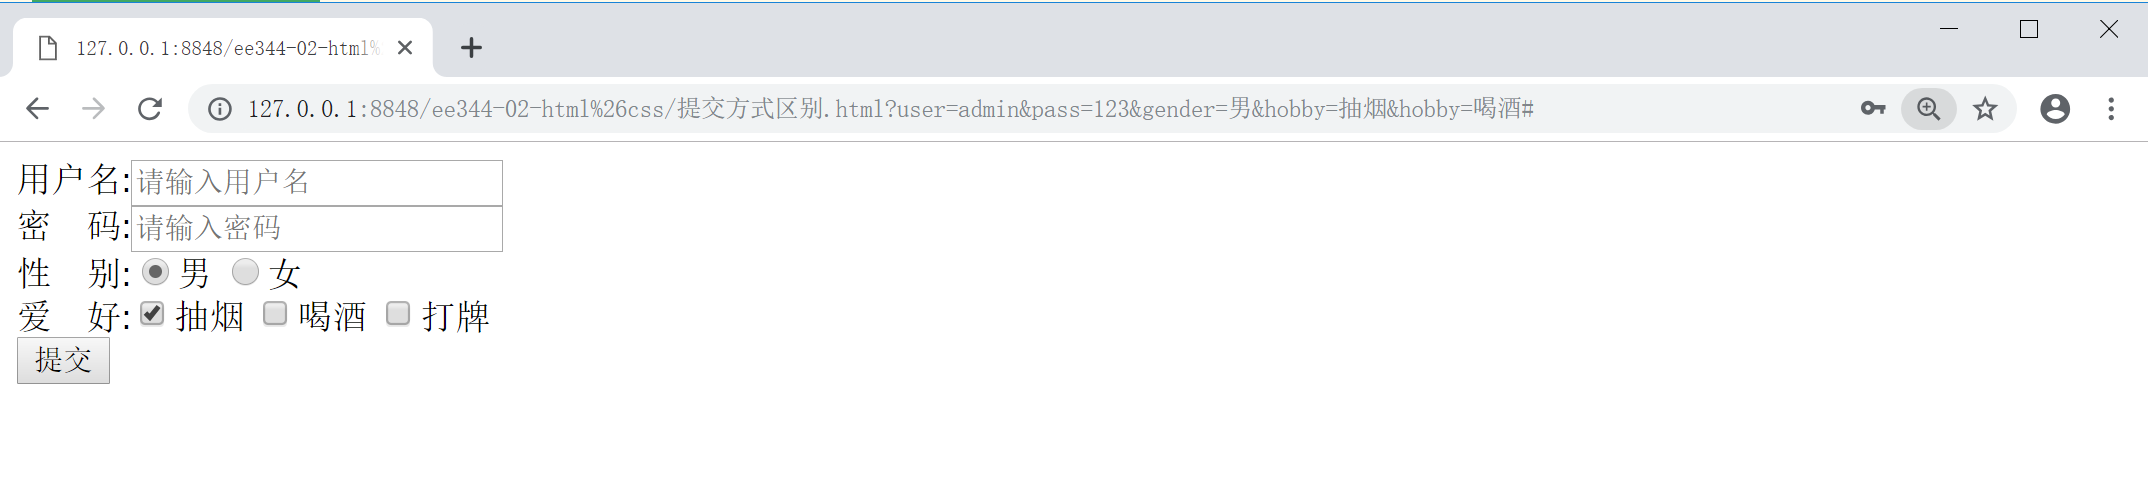 127.0.0.1:8848/ee344-02-html%
127.0.0.1:8848/ee344-02-html%26css/提交方式区别.html?user=admin&pass=123&gender=男&hobby=抽烟&hobby=喝酒#
用户名:请输入用户名
密 码:请输入密码
性 别: 男 女
爱 好: 抽烟 喝酒 打牌
提交